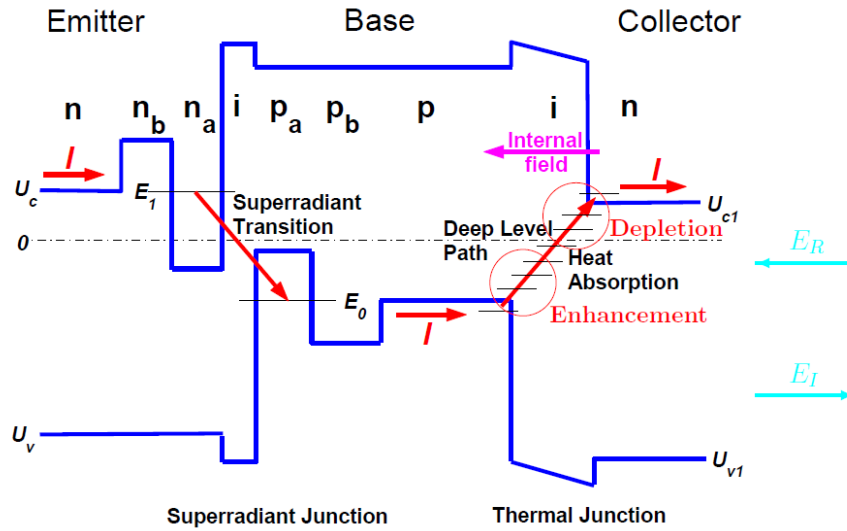 Emitter Base Collector
n n_b n_a i p_a p_b p i n
Internal
field
I I
U_c E_1 Superradiant
Transition
U_c1
0
Deep Level
Path
Depletion
E_R
Heat
Absorption
E_0
I
Enhancement
E_I
U_v
U_v1
Superradiant Junction Thermal Junction